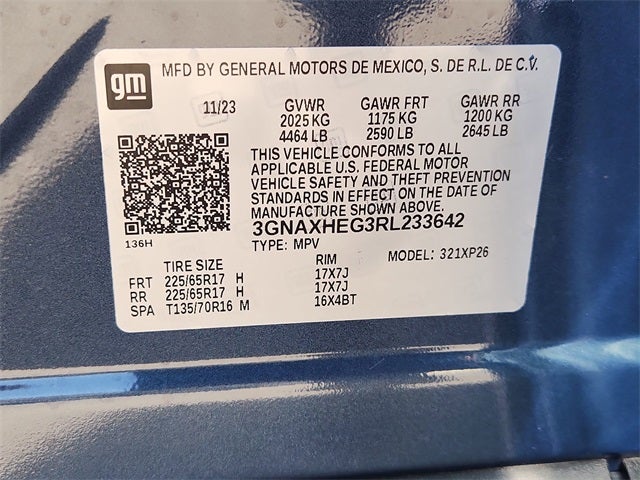 gm
MFD BY GENERAL MOTORS DE MEXICO, S. DE R.L. DE C.V.
11/23 GVWR GAWR FRT GAWR RR
2025 KG 1175 KG 1200 KG
4464 LB 2590 LB 2645 LB
THIS VEHICLE CONFORMS TO ALL
APPLICABLE U.S. FEDERAL MOTOR
VEHICLE SAFETY AND THEFT PREVENTION
STANDARDS IN EFFECT ON THE DATE OF
MANUFACTURE SHOWN ABOVE.
3GNAXHEG3RL233642
136H
TYPE: MPV MODEL: 321XP26
TIRE SIZE RIM
FRT 225/65R17 H 17X7J
RR 225/65R17 H 17X7J
SPA T135/70R16 M 16X4BT